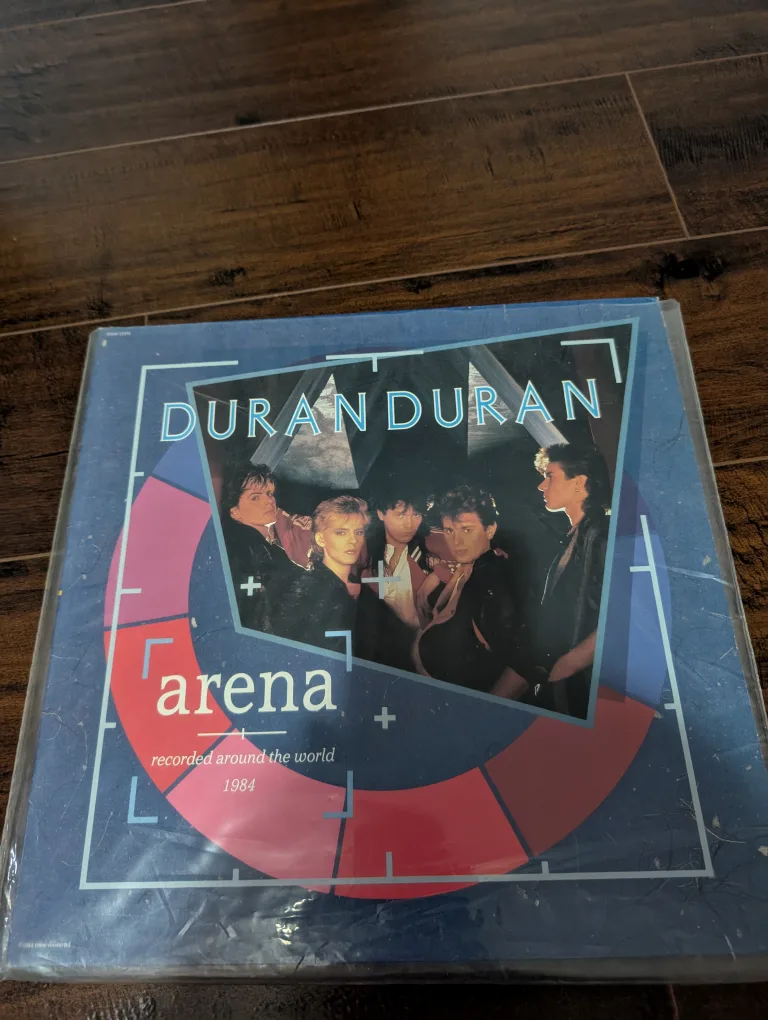 DURAN DURAN
arena
recorded around the world
1984